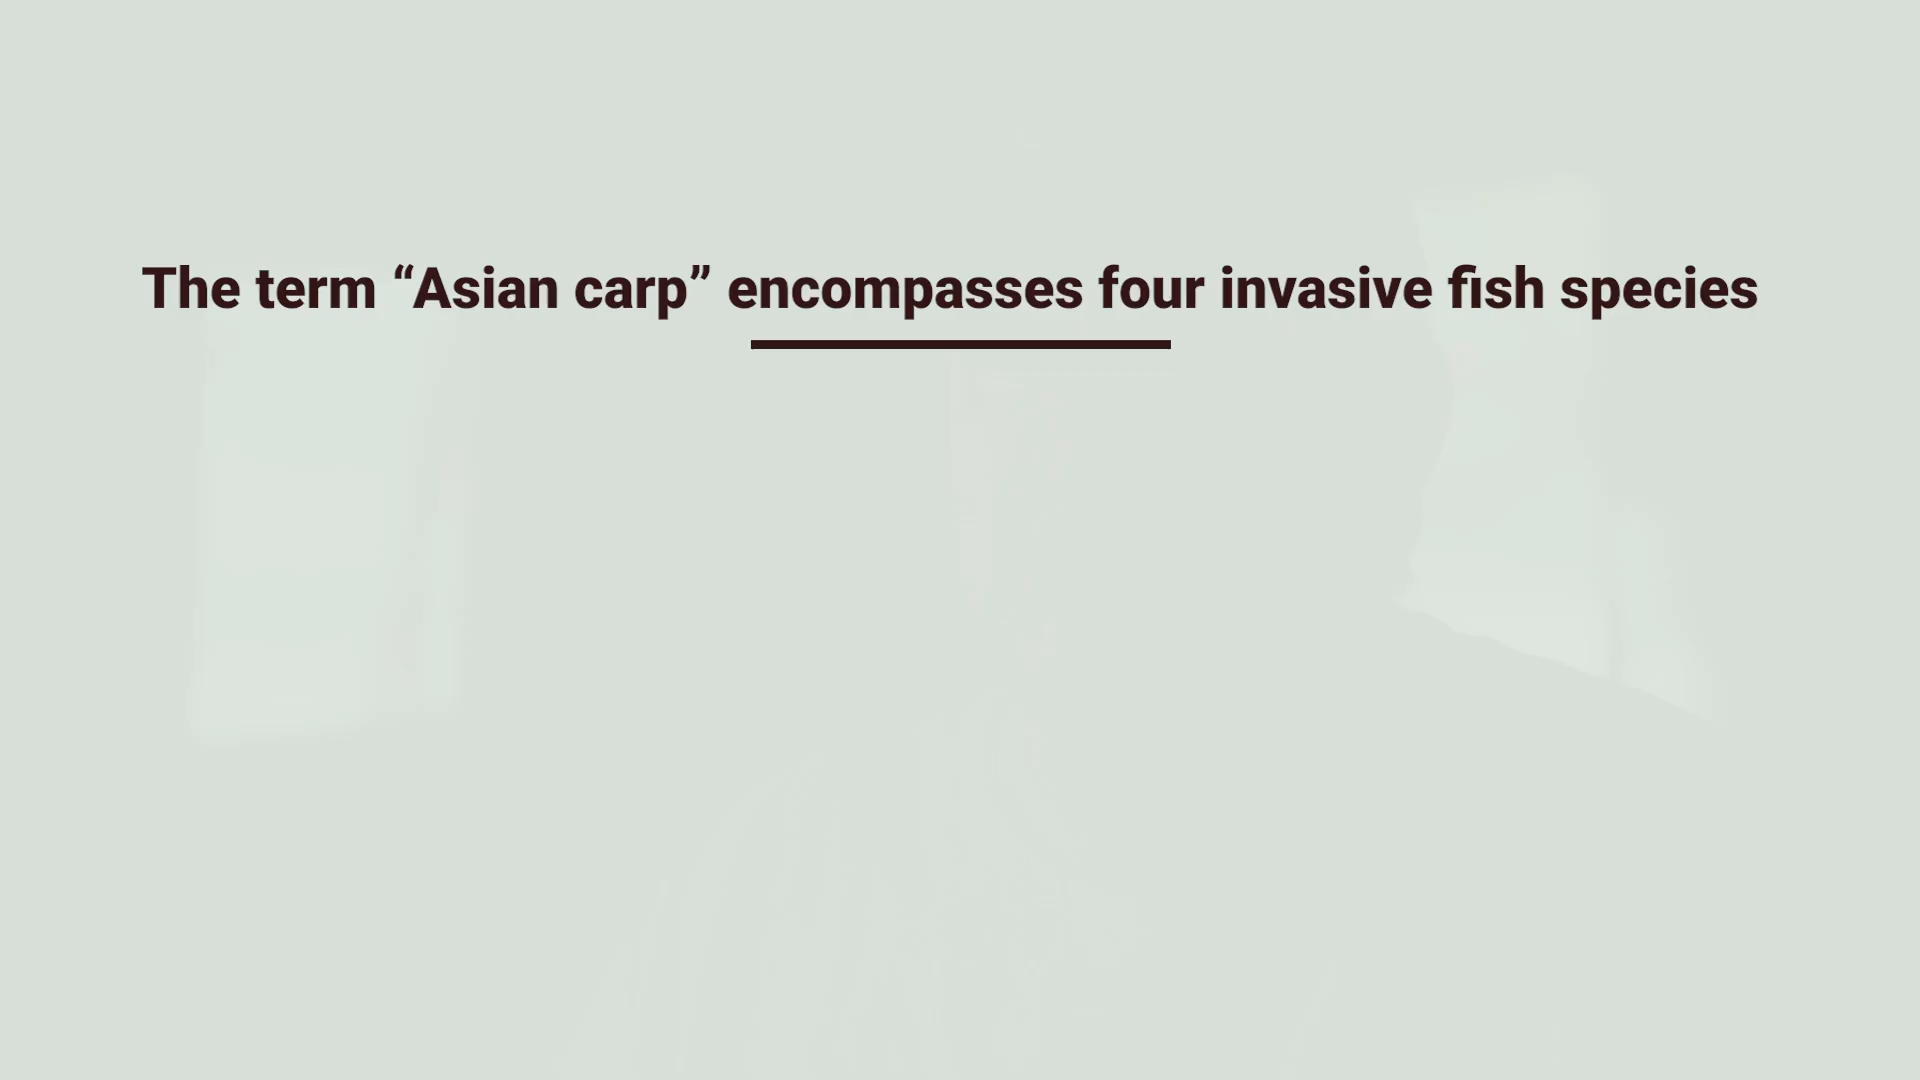 The term “Asian carp” encompasses four invasive fish species